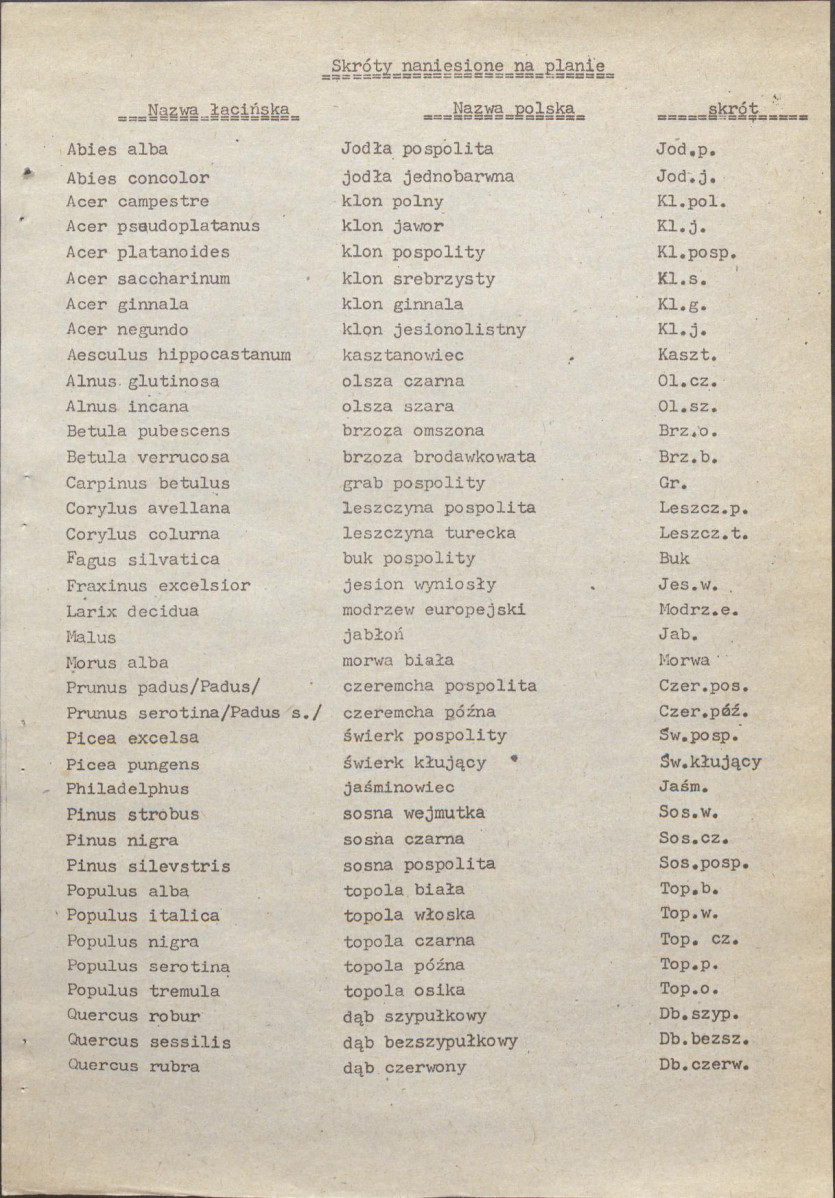 Skróty naniesione na planie
Nazwa łacińska Nazwa polska skrót
Abies alba Jodła pospolita Jod.p.
Abies concolor jodła jednobarwna Jod.j.
Acer campestre klon polny Kl.pol.
Acer pseudoplatanus klon jawor Kl.j.
Acer platanoides klon pospolity Kl.posp.
Acer saccharinum klon srebrzysty Kl.s.
Acer ginnala klon ginnala Kl.g.
Acer negundo klon jesionolistny Kl.j.
Aesculus hippocastanum kasztanowiec Kaszt.
Alnus glutinosa olsza czarna Ol.cz.
Alnus incana olsza szara Ol.sz.
Betula pubescens brzoza omszona Brz.o.
Betula verrucosa brzoza brodawkowata Brz.b.
Carpinus betulus grab pospolity Gr.
Corylus avellana leszczyna pospolita Leszcz.p.
Corylus colurna leszczyna turecka Leszcz.t.
Fagus silvatica buk pospolity Buk
Fraxinus excelsior jesion wyniosły Jes.w.
Larix decidua modrzew europejski Modrz.e.
Malus jabłoń Jab.
Morus alba morwa biała Morwa
Prunus padus/Padus/ czeremcha pospolita Czer.pos.
Prunus serotina/Padus s./ czeremcha późna Czer.póź.
Picea excelsa świerk pospolity Św.posp.
Picea pungens świerk kłujący Św.kłujący
Philadelphus jaśminowiec Jaśm.
Pinus strobus sosna wejmutka Sos.w.
Pinus nigra sosna czarna Sos.cz.
Pinus silevstris sosna pospolita Sos.posp.
Populus alba topola biała Top.b.
Populus italica topola włoska Top.w.
Populus nigra topola czarna Top. cz.
Populus serotina topola późna Top.p.
Populus tremula topola osika Top.o.
Quercus robur dąb szypułkowy Db.szyp.
Quercus sessilis dąb bezszypułkowy Db.bezsz.
Quercus rubra dąb czerwony Db.czerw.